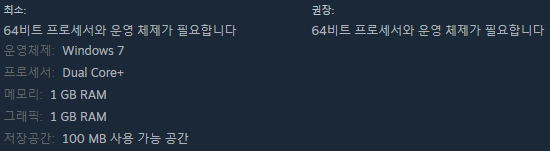 최소:
64비트 프로세서와 운영 체제가 필요합니다
운영체제: Windows 7
프로세서: Dual Core+
메모리: 1 GB RAM
그래픽: 1 GB RAM
저장공간: 100 MB 사용 가능 공간
권장:
64비트 프로세서와 운영 체제가 필요합니다